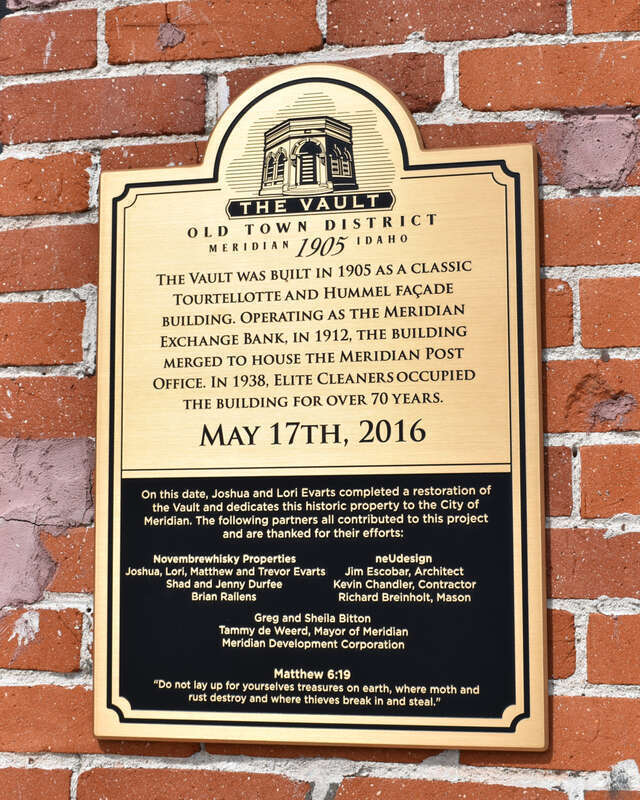 THE VAULT
OLD TOWN DISTRICT
MERIDIAN 1905 IDAHO
THE VAULT WAS BUILT IN 1905 AS A CLASSIC
TOURTELLOTTE AND HUMMEL FAÇADE
BUILDING. OPERATING AS THE MERIDIAN
EXCHANGE BANK, IN 1912, THE BUILDING
MERGED TO HOUSE THE MERIDIAN POST
OFFICE. IN 1938, ELITE CLEANERS OCCUPIED
THE BUILDING FOR OVER 70 YEARS.
MAY 17TH, 2016
On this date, Joshua and Lori Evarts completed a restoration of
the Vault and dedicates this historic property to the City of
Meridian. The following partners all contributed to this project
and are thanked for their efforts:
Novembrewhisky Properties
Joshua, Lori, Matthew and Trevor Evarts
Shad and Jenny Durfee
Brian Rallens
neUdesign
Jim Escobar, Architect
Kevin Chandler, Contractor
Richard Breinholt, Mason
Greg and Sheila Bitton
Tammy de Weerd, Mayor of Meridian
Meridian Development Corporation
Matthew 6:19
"Do not lay up for yourselves treasures on earth, where moth and
rust destroy and where thieves break in and steal."